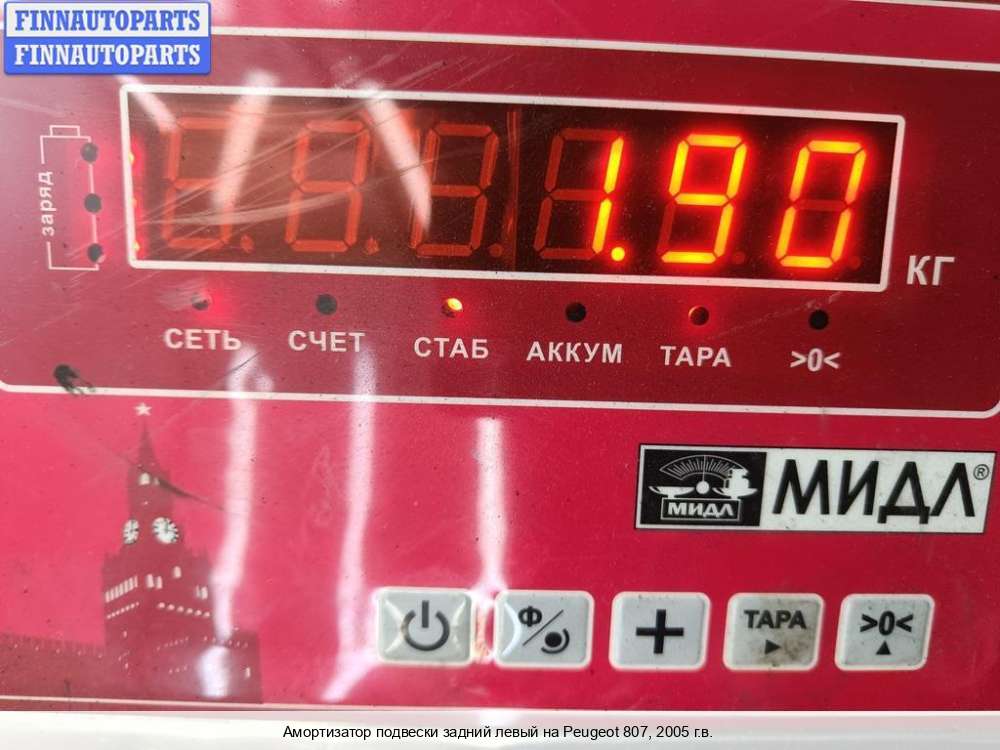 FINNAUTOPARTS
FINNAUTOPARTS
заряд
1.90
КГ
СЕТЬ СЧЕТ СТАБ АККУМ ТАРА >0<
МИДЛ МИДЛ®
Ф ТАРА >0<
Амортизатор подвески задний левый на Peugeot 807, 2005 г.в.